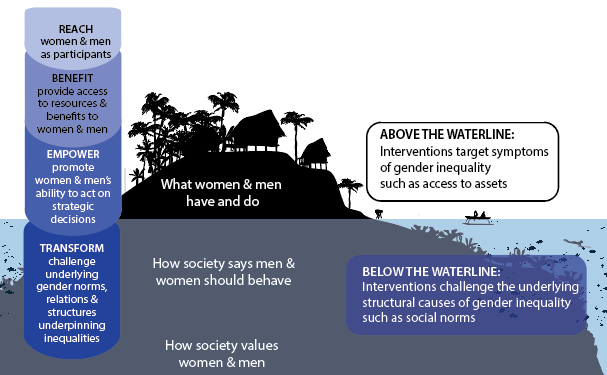 REACH
women & men
as participants
BENEFIT
provide access
to resources &
benefits to
women & men
EMPOWER
promote
women & men's
ability to act on
strategic
decisions
TRANSFORM
challenge
underlying
gender norms,
relations &
structures
underpinning
inequalities
What women & men
have and do
How society says men &
women should behave
How society values
women & men
ABOVE THE WATERLINE:
Interventions target symptoms
of gender inequality
such as access to assets
BELOW THE WATERLINE:
Interventions challenge the underlying
structural causes of gender inequality
such as social norms